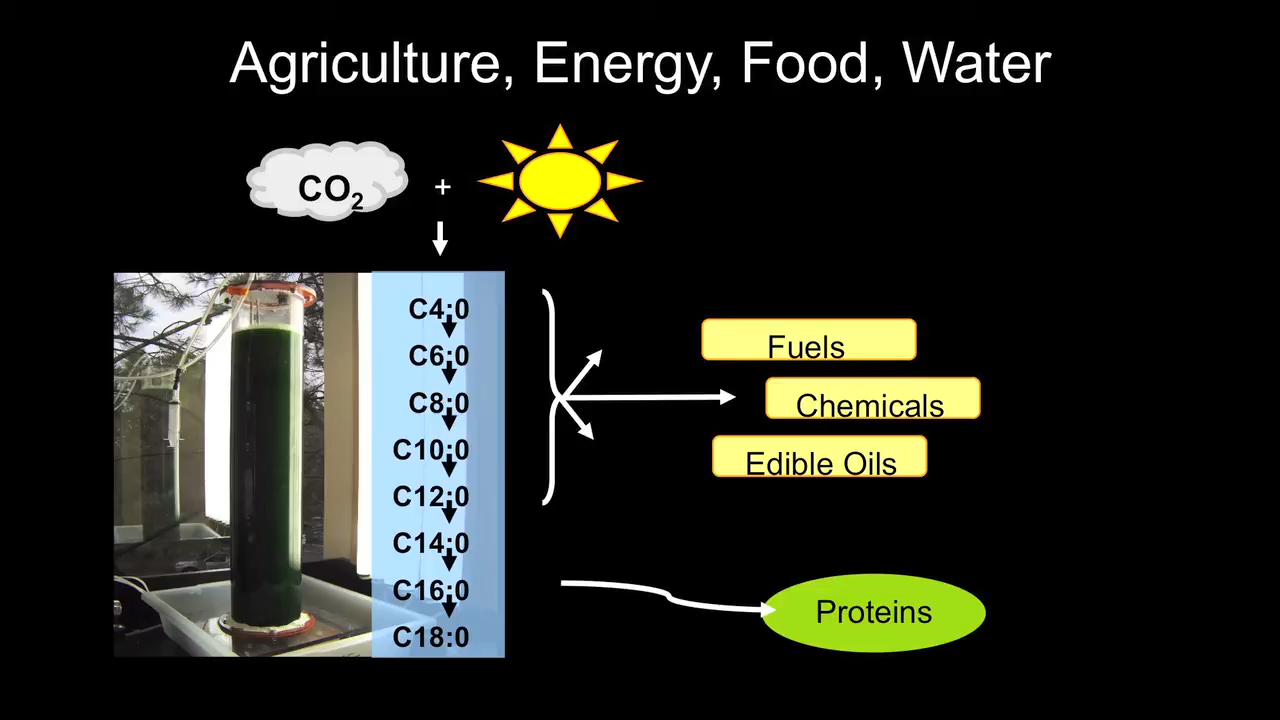 Agriculture, Energy, Food, Water
CO₂
+
C4:0
C6:0
C8:0
C10:0
C12:0
C14:0
C16:0
C18:0
Fuels
Chemicals
Edible Oils
Proteins